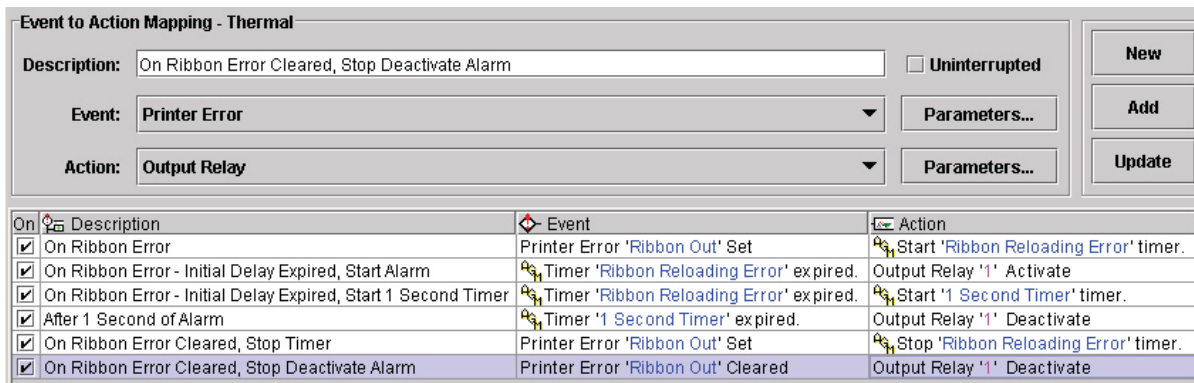 Event to Action Mapping - Thermal
Description: On Ribbon Error Cleared, Stop Deactivate Alarm Uninterrupted New
Event: Printer Error Parameters... Add
Action: Output Relay Parameters... Update
On Description Event Action
On Ribbon Error Printer Error 'Ribbon Out' Set Start 'Ribbon Reloading Error' timer.
On Ribbon Error - Initial Delay Expired, Start Alarm Timer 'Ribbon Reloading Error' expired. Output Relay '1' Activate
On Ribbon Error - Initial Delay Expired, Start 1 Second Timer Timer 'Ribbon Reloading Error' expired. Start '1 Second Timer' timer.
After 1 Second of Alarm Timer '1 Second Timer' expired. Output Relay '1' Deactivate
On Ribbon Error Cleared, Stop Timer Printer Error 'Ribbon Out' Set Stop 'Ribbon Reloading Error' timer.
On Ribbon Error Cleared, Stop Deactivate Alarm Printer Error 'Ribbon Out' Cleared Output Relay '1' Deactivate